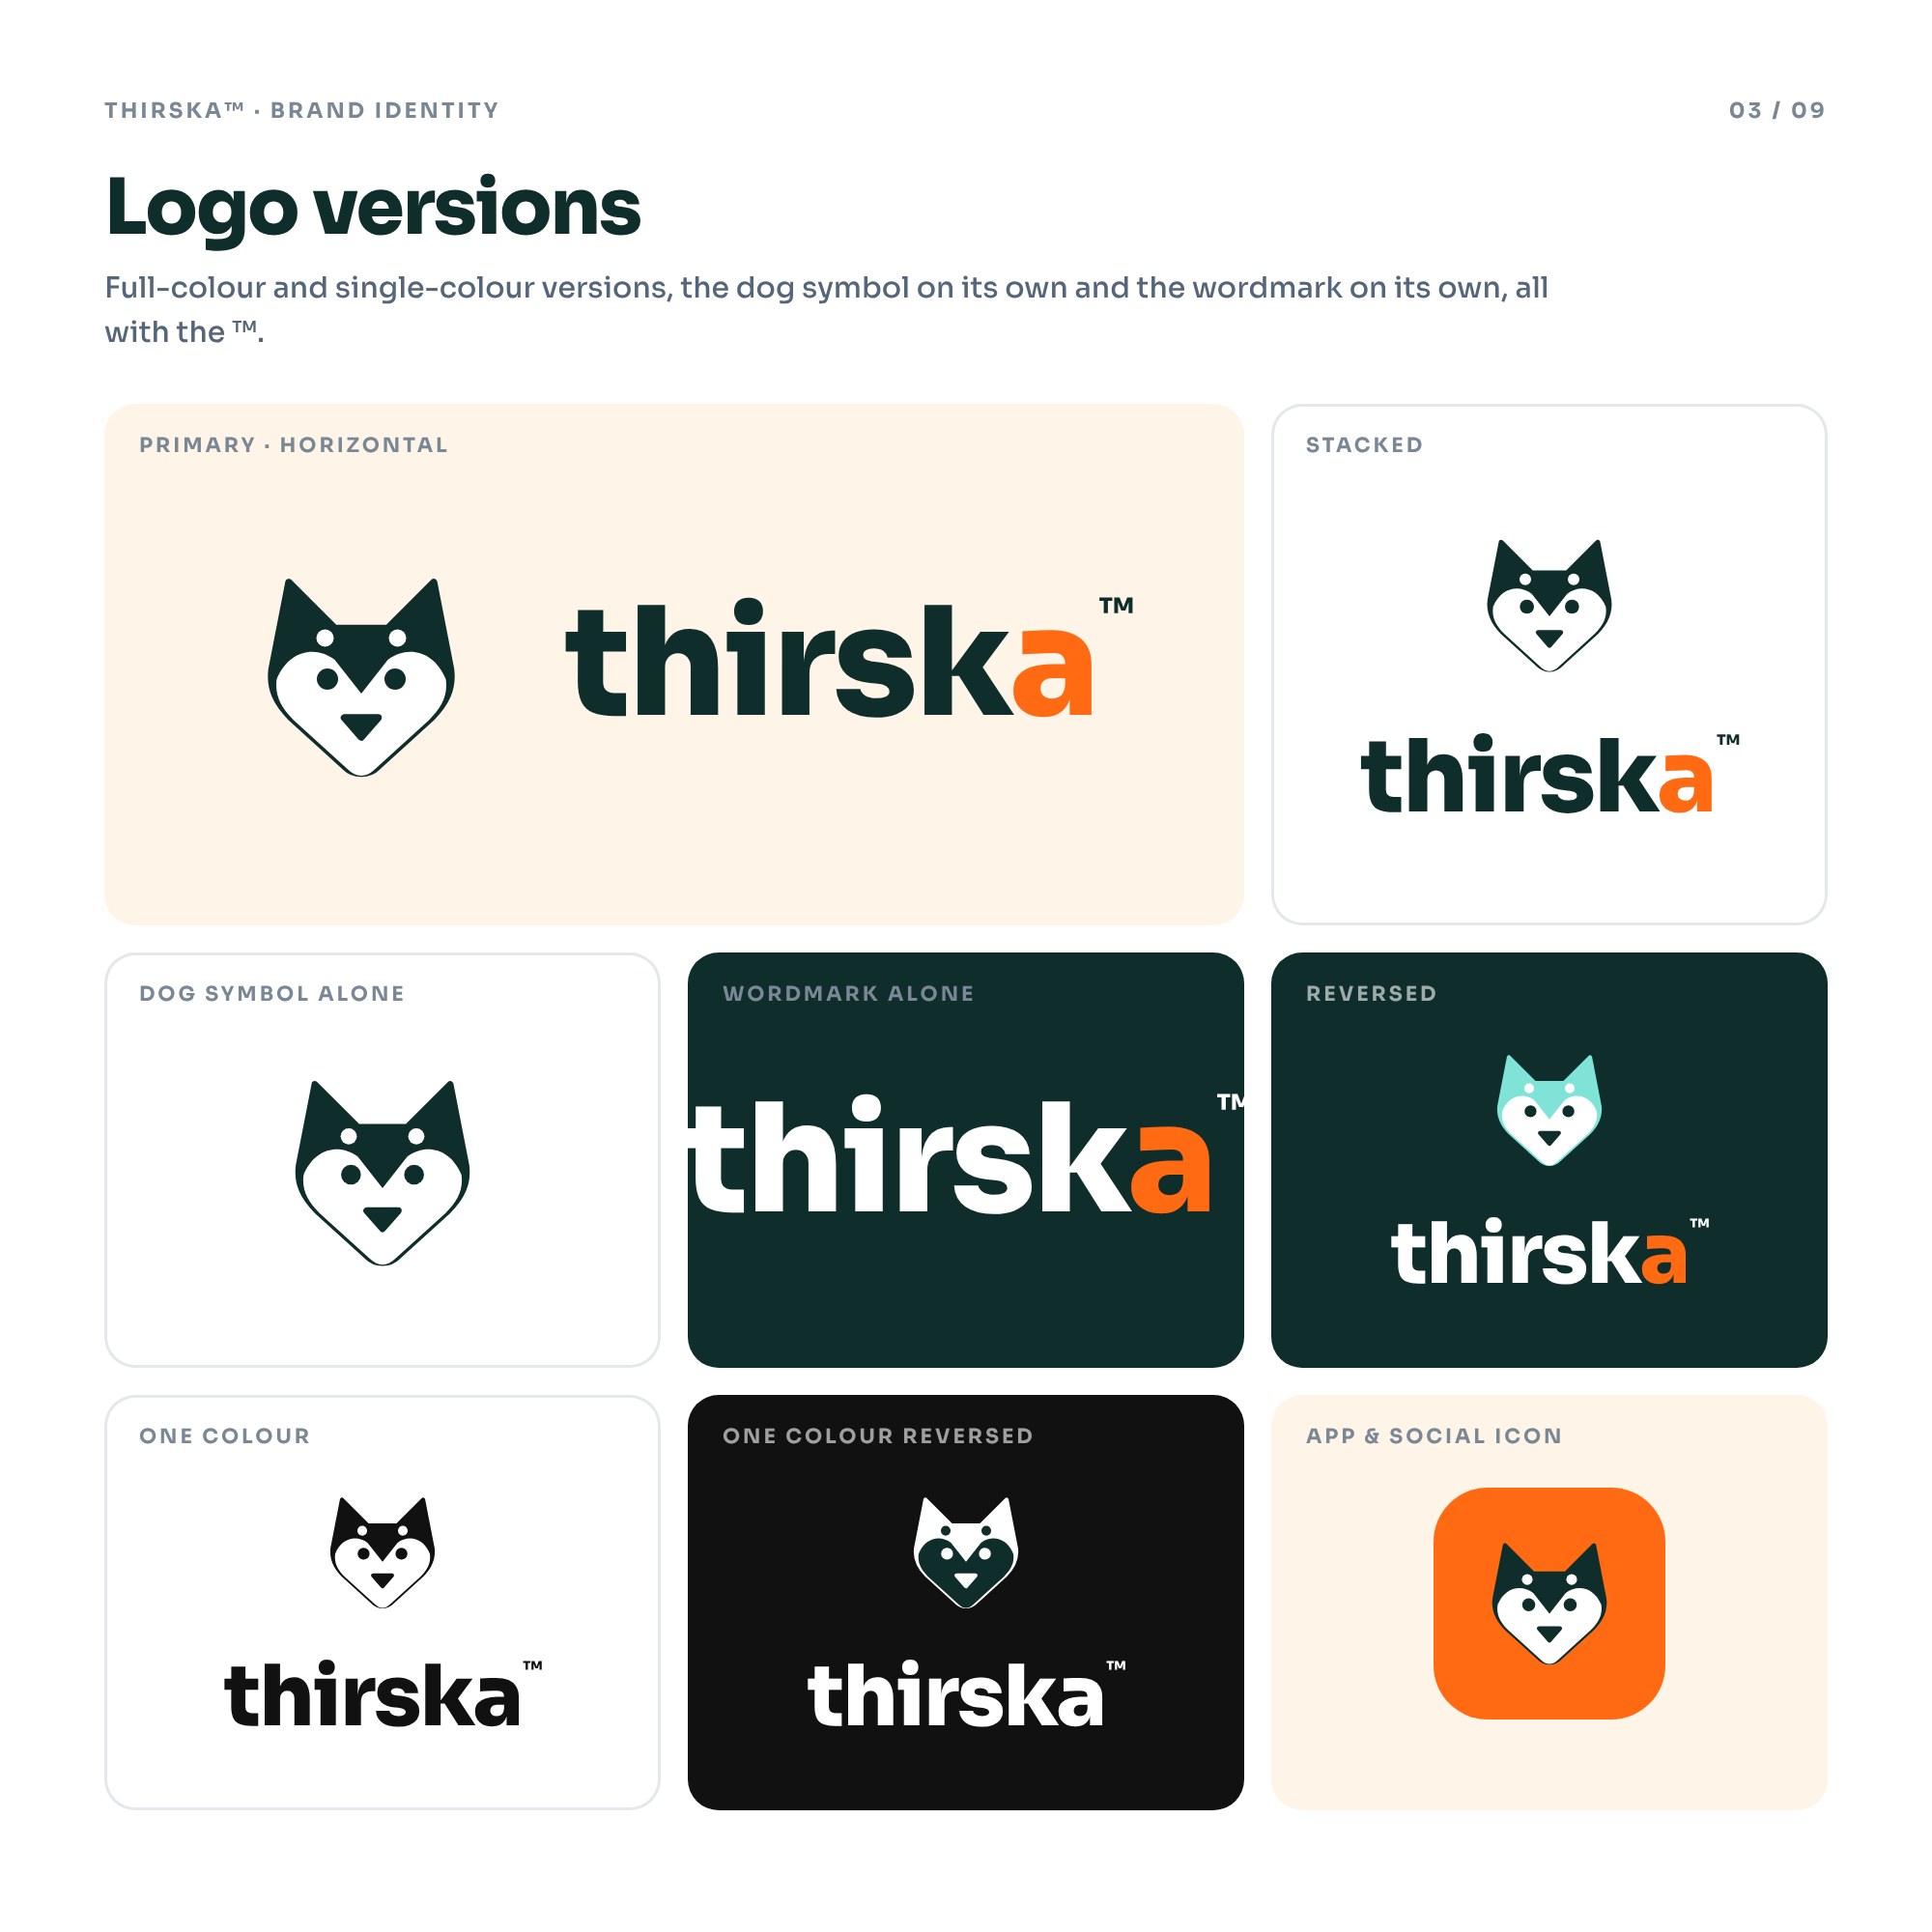 THIRSKA™ · BRAND IDENTITY
03 / 09
Logo versions
Full-colour and single-colour versions, the dog symbol on its own and the wordmark on its own, all
with the ™.
PRIMARY · HORIZONTAL
thirska™
STACKED
thirska™
DOG SYMBOL ALONE
WORDMARK ALONE
thirska™
REVERSED
thirska™
ONE COLOUR
thirska™
ONE COLOUR REVERSED
thirska™
APP & SOCIAL ICON